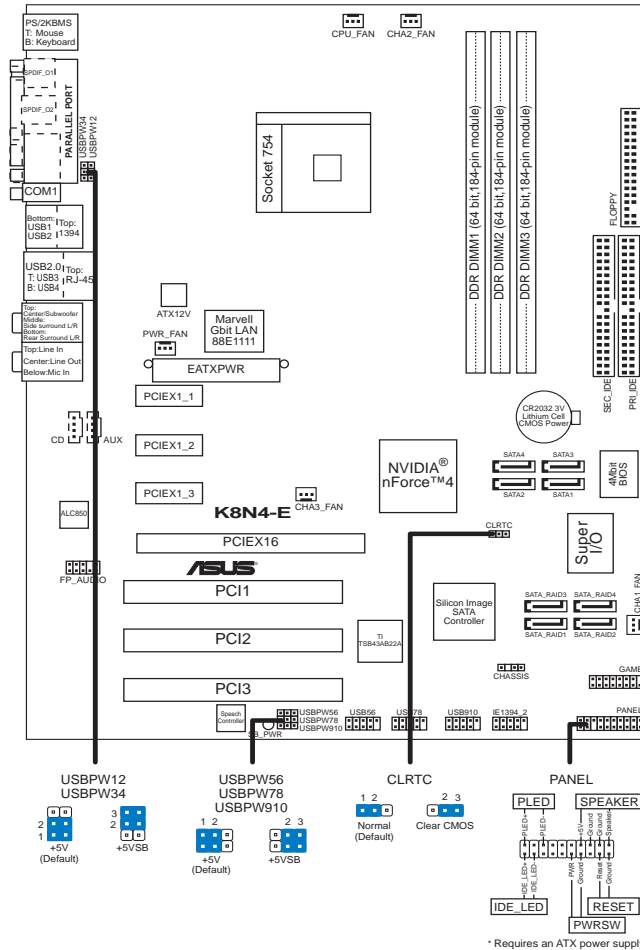 PS/2KBMS
T: Mouse
B: Keyboard
CPU_FAN
CHA2_FAN
SPDIF_O1
SPDIF_O2
PARALLEL PORT
USBPW34
USBPW12
COM1
Bottom:
USB1
USB2
Top:
1394
USB2.0
T: USB3
B: USB4
Top:
RJ-45
Top:
Center/Subwoofer
Middle:
Side surround L/R
Bottom:
Rear Surround L/R
Top:Line In
Center:Line Out
Below:Mic In
Socket 754
DDR DIMM1 (64 bit,184-pin module)
DDR DIMM2 (64 bit,184-pin module)
DDR DIMM3 (64 bit,184-pin module)
FLOPPY
SEC_IDE
PRI_IDE
ATX12V
PWR_FAN
Marvell
Gbit LAN
88E1111
EATXPWR
CR2032 3V
Lithium Cell
CMOS Power
PCIEX1_1
PCIEX1_2
PCIEX1_3
CD
AUX
ALC850
FP_AUDIO
NVIDIA®
nForce™4
SATA4
SATA3
SATA2
SATA1
4Mbit
BIOS
K8N4-E
CHA3_FAN
CLRTC
Super
I/O
PCIEX16
ASUS
PCI1
PCI2
PCI3
Silicon Image
SATA
Controller
SATA_RAID3
SATA_RAID4
SATA_RAID1
SATA_RAID2
CHA1_FAN
TI
TSB43AB22A
CHASSIS
GAME
Speech
Controller
SB_PWR
USBPW56
USBPW78
USBPW910
USB56
USB78
USB910
IE1394_2
PANEL
USBPW12
USBPW34
2
1
+5V
(Default)
3
2
+5VSB
USBPW56
USBPW78
USBPW910
1 2
+5V
(Default)
2 3
+5VSB
CLRTC
1 2
Normal
(Default)
2 3
Clear CMOS
PANEL
PLED
SPEAKER
PLED+
PLED-
+5V
Ground
Ground
Speaker
IDE_LED+
IDE_LED-
PWR
Ground
Reset
Ground
IDE_LED
RESET
PWRSW
* Requires an ATX power supply